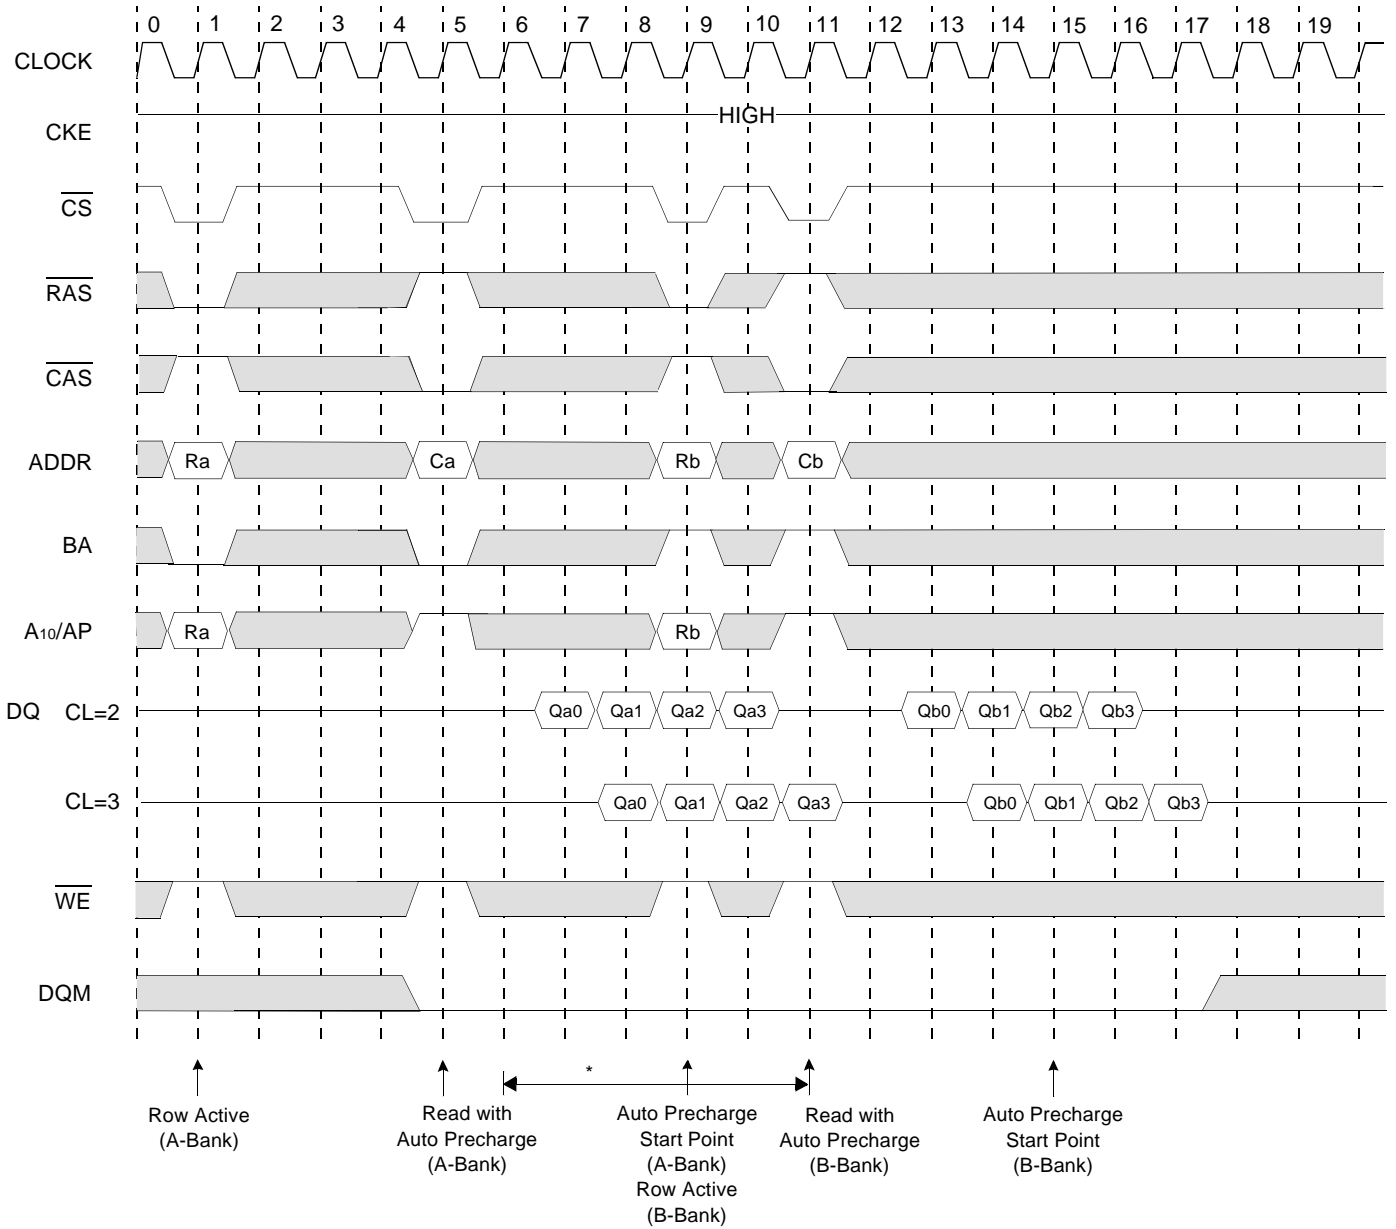 0 1 2 3 4 5 6 7 8 9 10 11 12 13 14 15 16 17 18 19
CLOCK
CKE
HIGH
CS
RAS
CAS
ADDR Ra Ca Rb Cb
BA
A10/AP Ra Rb
DQ CL=2 Qa0 Qa1 Qa2 Qa3 Qb0 Qb1 Qb2 Qb3
CL=3 Qa0 Qa1 Qa2 Qa3 Qb0 Qb1 Qb2 Qb3
WE
DQM
*
Row Active
(A-Bank)
Read with
Auto Precharge
(A-Bank)
Auto Precharge
Start Point
(A-Bank)
Row Active
(B-Bank)
Read with
Auto Precharge
(B-Bank)
Auto Precharge
Start Point
(B-Bank)